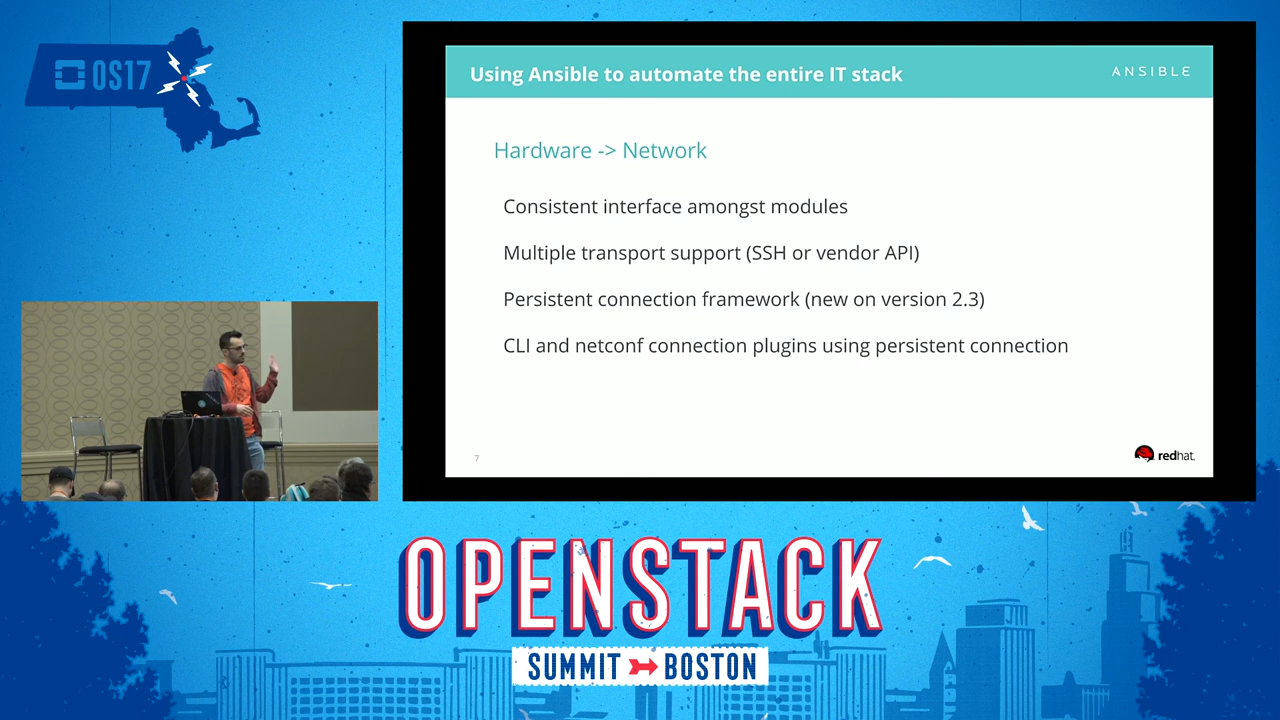 OS17
Using Ansible to automate the entire IT stack
ANSIBLE
Hardware -> Network
Consistent interface amongst modules
Multiple transport support (SSH or vendor API)
Persistent connection framework (new on version 2.3)
CLI and netconf connection plugins using persistent connection
7
redhat.
OPENSTACK
SUMMIT BOSTON